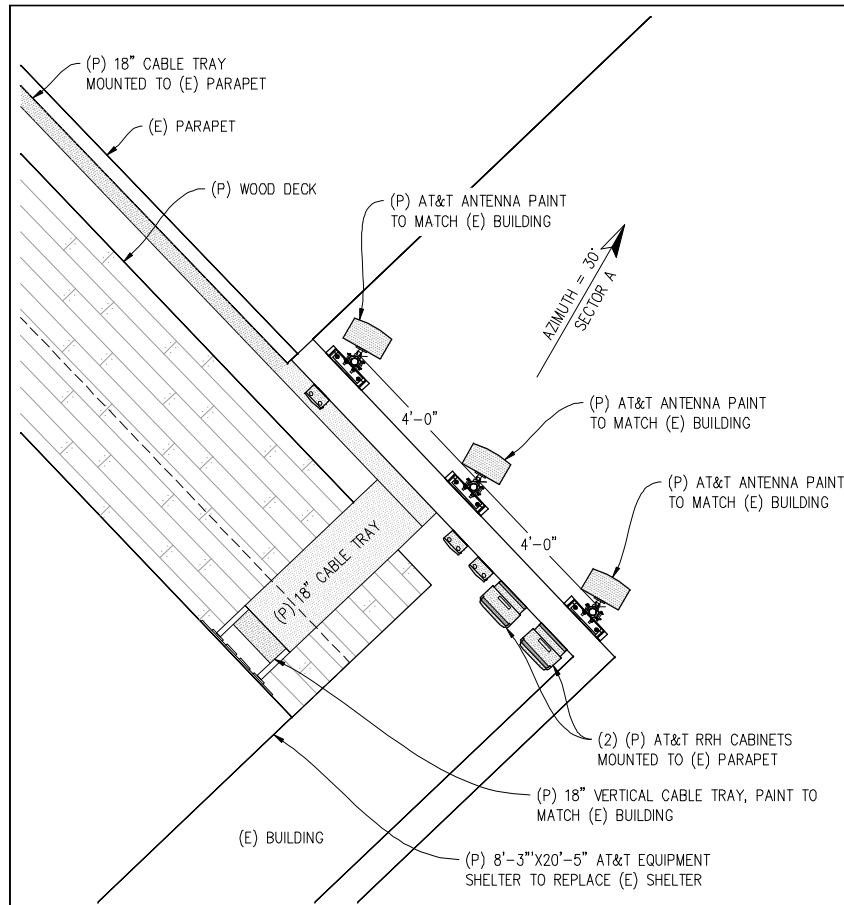 (P) 18" CABLE TRAY
MOUNTED TO (E) PARAPET
(E) PARAPET
(P) WOOD DECK
(P) AT&T ANTENNA PAINT
TO MATCH (E) BUILDING
AZIMUTH = 30°
SECTOR A
4'-0"
(P) AT&T ANTENNA PAINT
TO MATCH (E) BUILDING
(P) AT&T ANTENNA PAINT
TO MATCH (E) BUILDING
4'-0"
(P) 18" CABLE TRAY
(2) (P) AT&T RRH CABINETS
MOUNTED TO (E) PARAPET
(P) 18" VERTICAL CABLE TRAY, PAINT TO
MATCH (E) BUILDING
(E) BUILDING
(P) 8'-3"'X20'-5" AT&T EQUIPMENT
SHELTER TO REPLACE (E) SHELTER